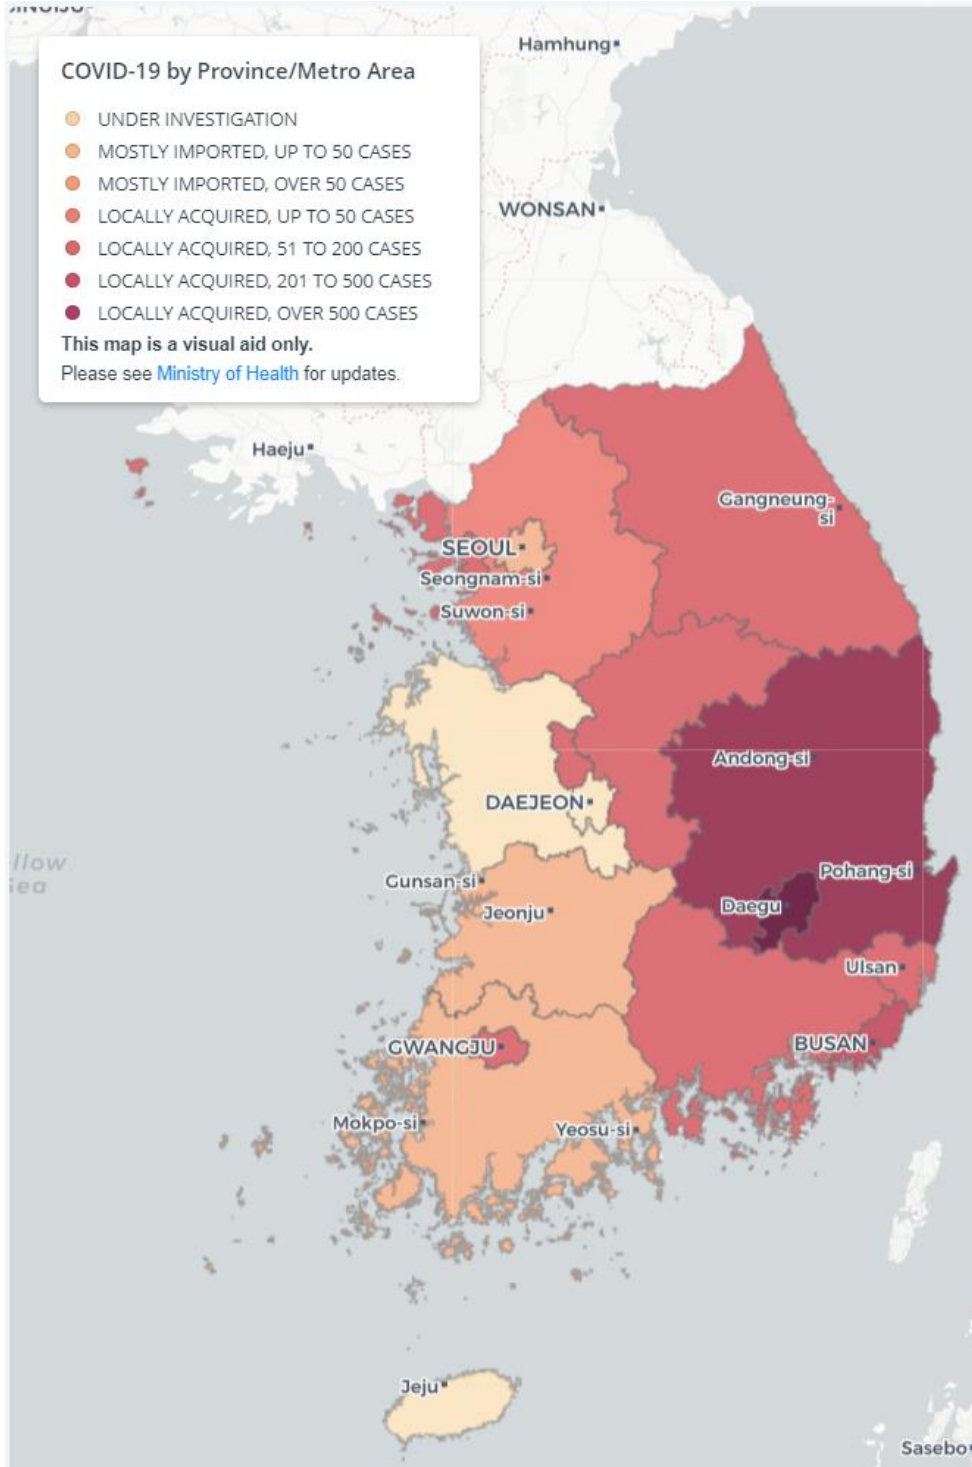 COVID-19 by Province/Metro Area
UNDER INVESTIGATION
MOSTLY IMPORTED, UP TO 50 CASES
MOSTLY IMPORTED, OVER 50 CASES
LOCALLY ACQUIRED, UP TO 50 CASES
LOCALLY ACQUIRED, 51 TO 200 CASES
LOCALLY ACQUIRED, 201 TO 500 CASES
LOCALLY ACQUIRED, OVER 500 CASES
This map is a visual aid only.
Please see Ministry of Health for updates.
Hamhung
WONSAN
Haeju
Gangneung-
si
SEOUL
Seongnam-si
Suwon-si
Andong-si
DAEJEON
llow
Sea
Gunsan-si
Pohang-si
Jeonju
Daegu
Ulsan
GWANGJU
BUSAN
Mokpo-si
Yeosu-si
Jeju
Sasebo